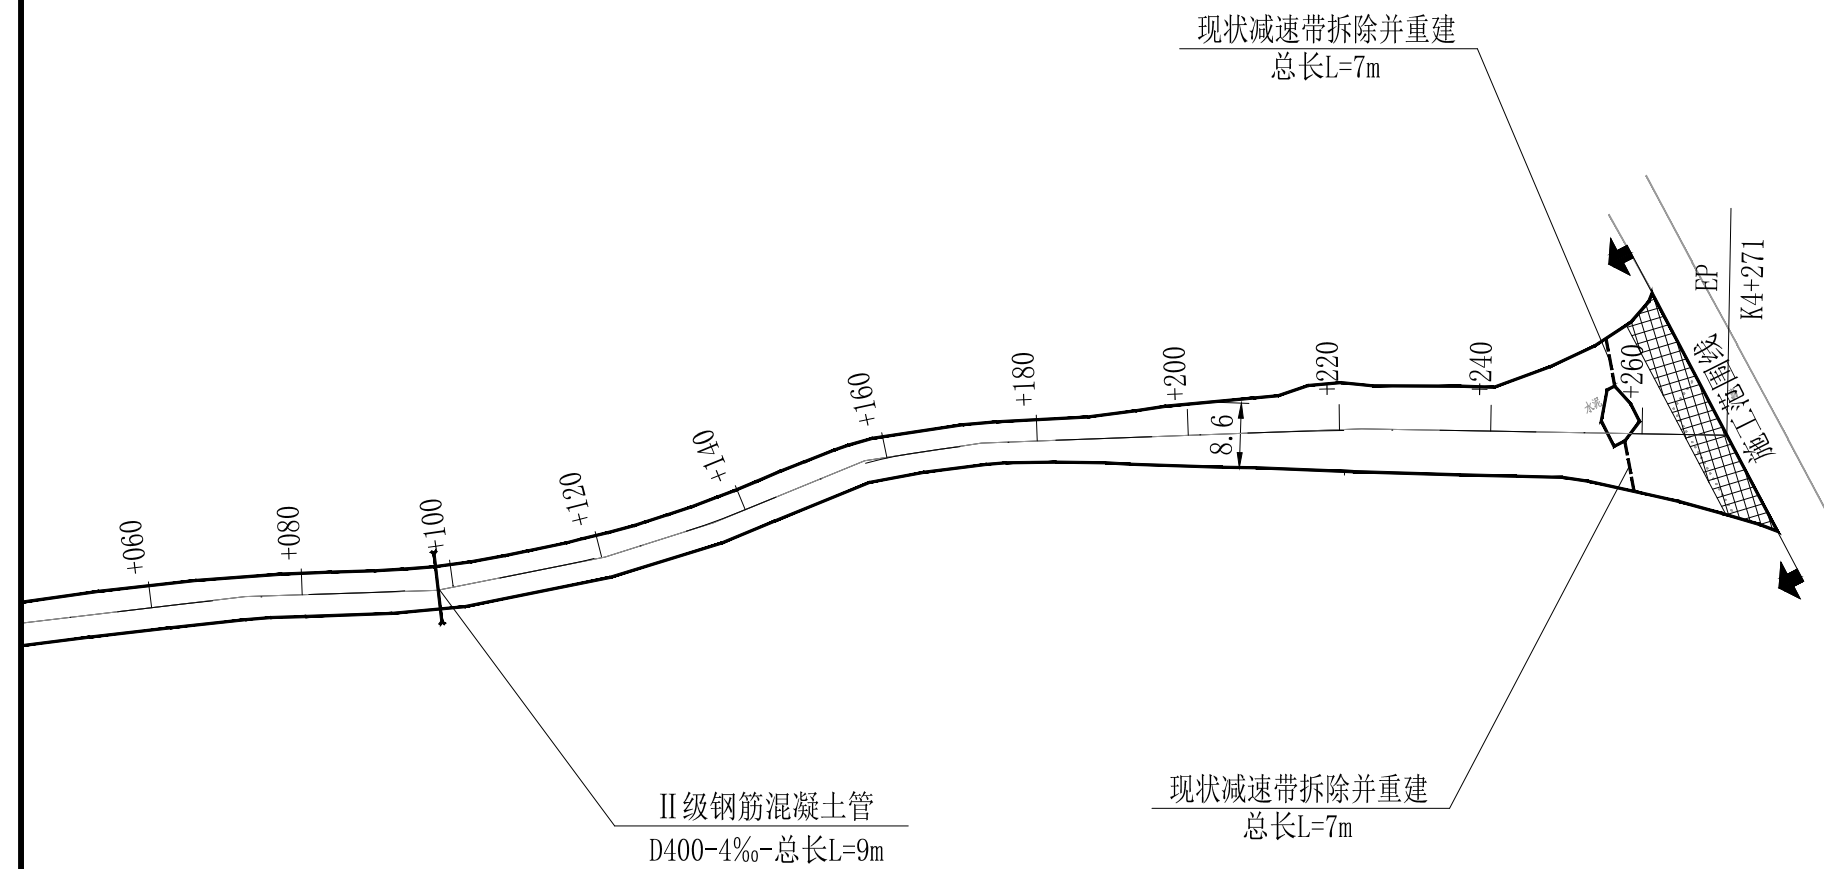 现状减速带拆除并重建
总长L=7m
EP
K4+271
施工范围线
+060
+080
+100
+120
+140
+160
+180
+200
+220
+240
+260
水泥
8.6
Ⅱ级钢筋混凝土管
D400-4‰-总长L=9m
现状减速带拆除并重建
总长L=7m